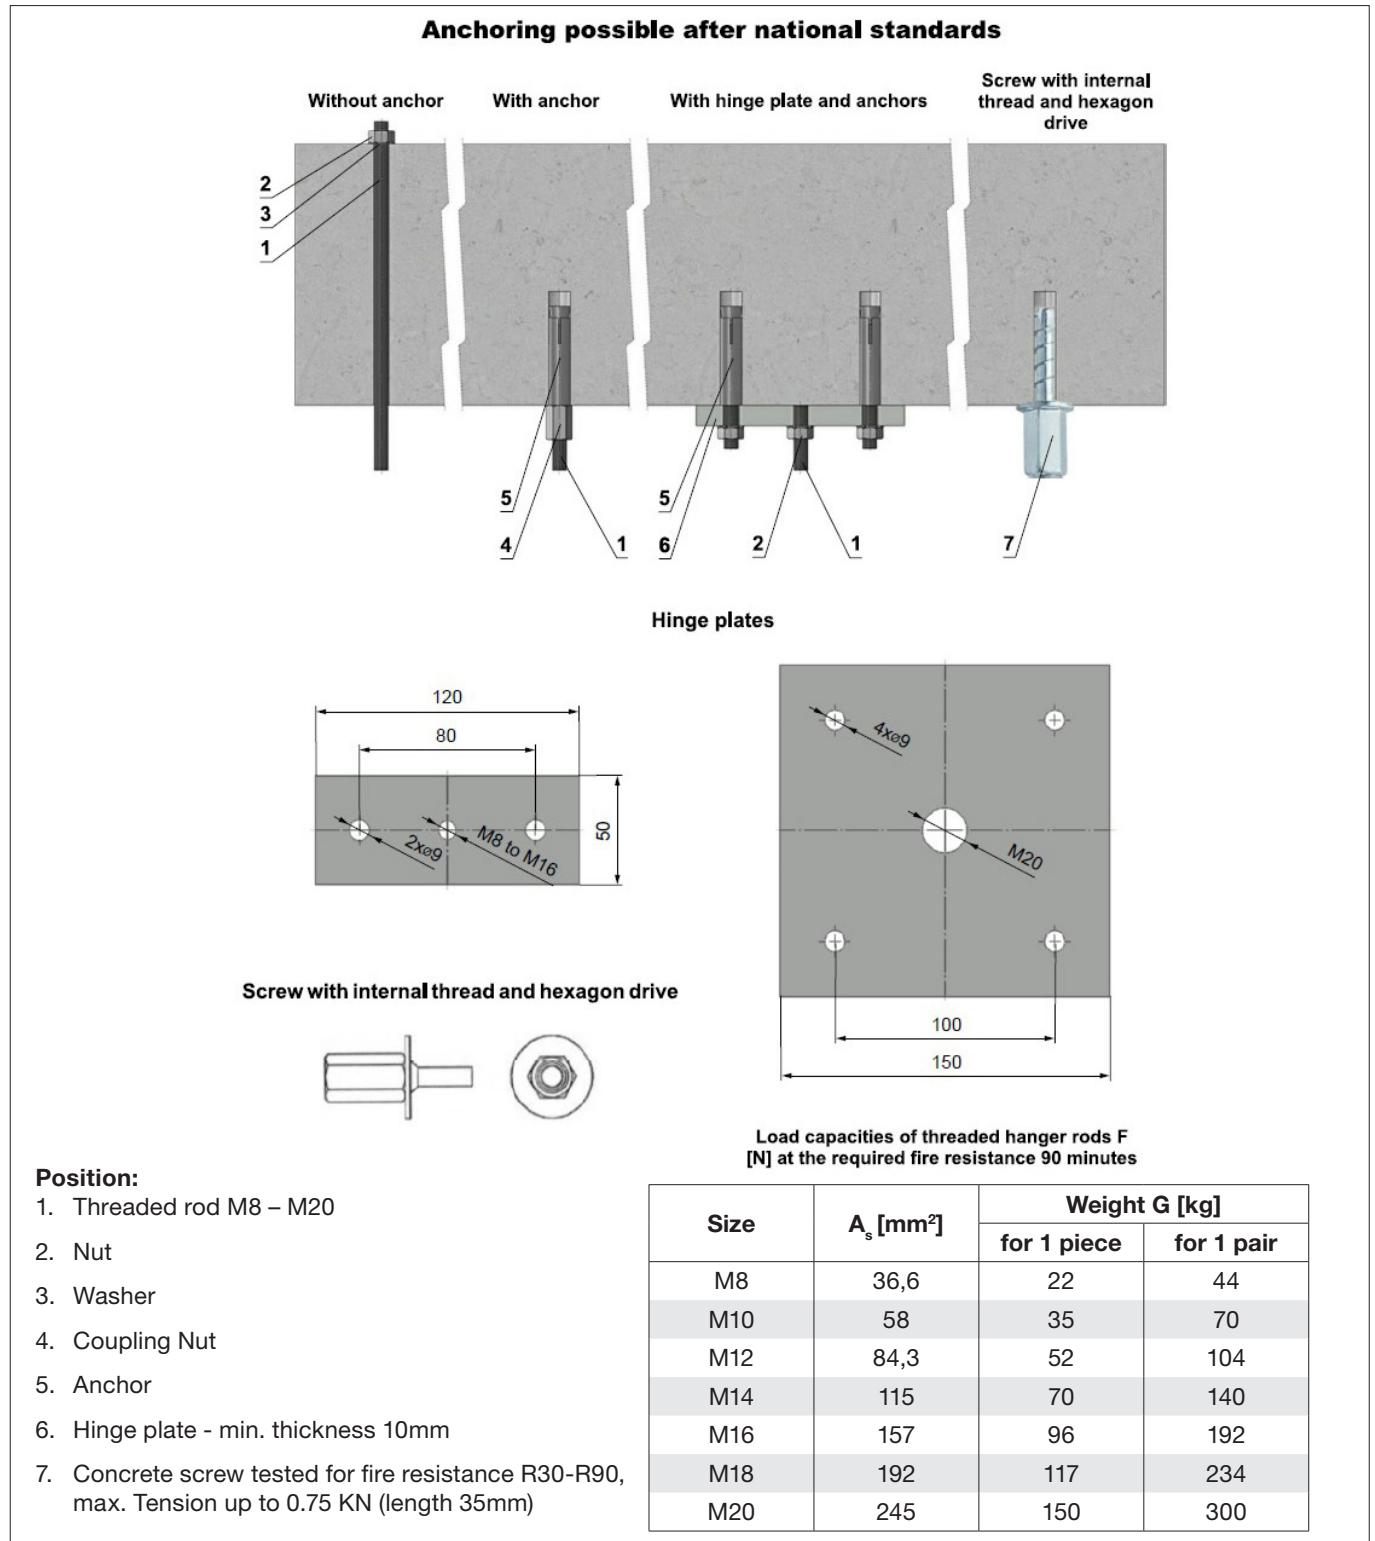 Anchoring possible after national standards
Without anchor
With anchor
With hinge plate and anchors
Screw with internal
thread and hexagon
drive
2
3
1
5
4
1
5
6
2
1
7
Hinge plates
120
80
50
2xø9
M8 to M16
4xø9
M20
100
150
Screw with internal thread and hexagon drive
Load capacities of threaded hanger rods F
[N] at the required fire resistance 90 minutes
Position:
1. Threaded rod M8 – M20
2. Nut
3. Washer
4. Coupling Nut
5. Anchor
6. Hinge plate - min. thickness 10mm
7. Concrete screw tested for fire resistance R30-R90,
max. Tension up to 0.75 KN (length 35mm)
Size As [mm²] Weight G [kg]
for 1 piece for 1 pair
M8 36,6 22 44
M10 58 35 70
M12 84,3 52 104
M14 115 70 140
M16 157 96 192
M18 192 117 234
M20 245 150 300